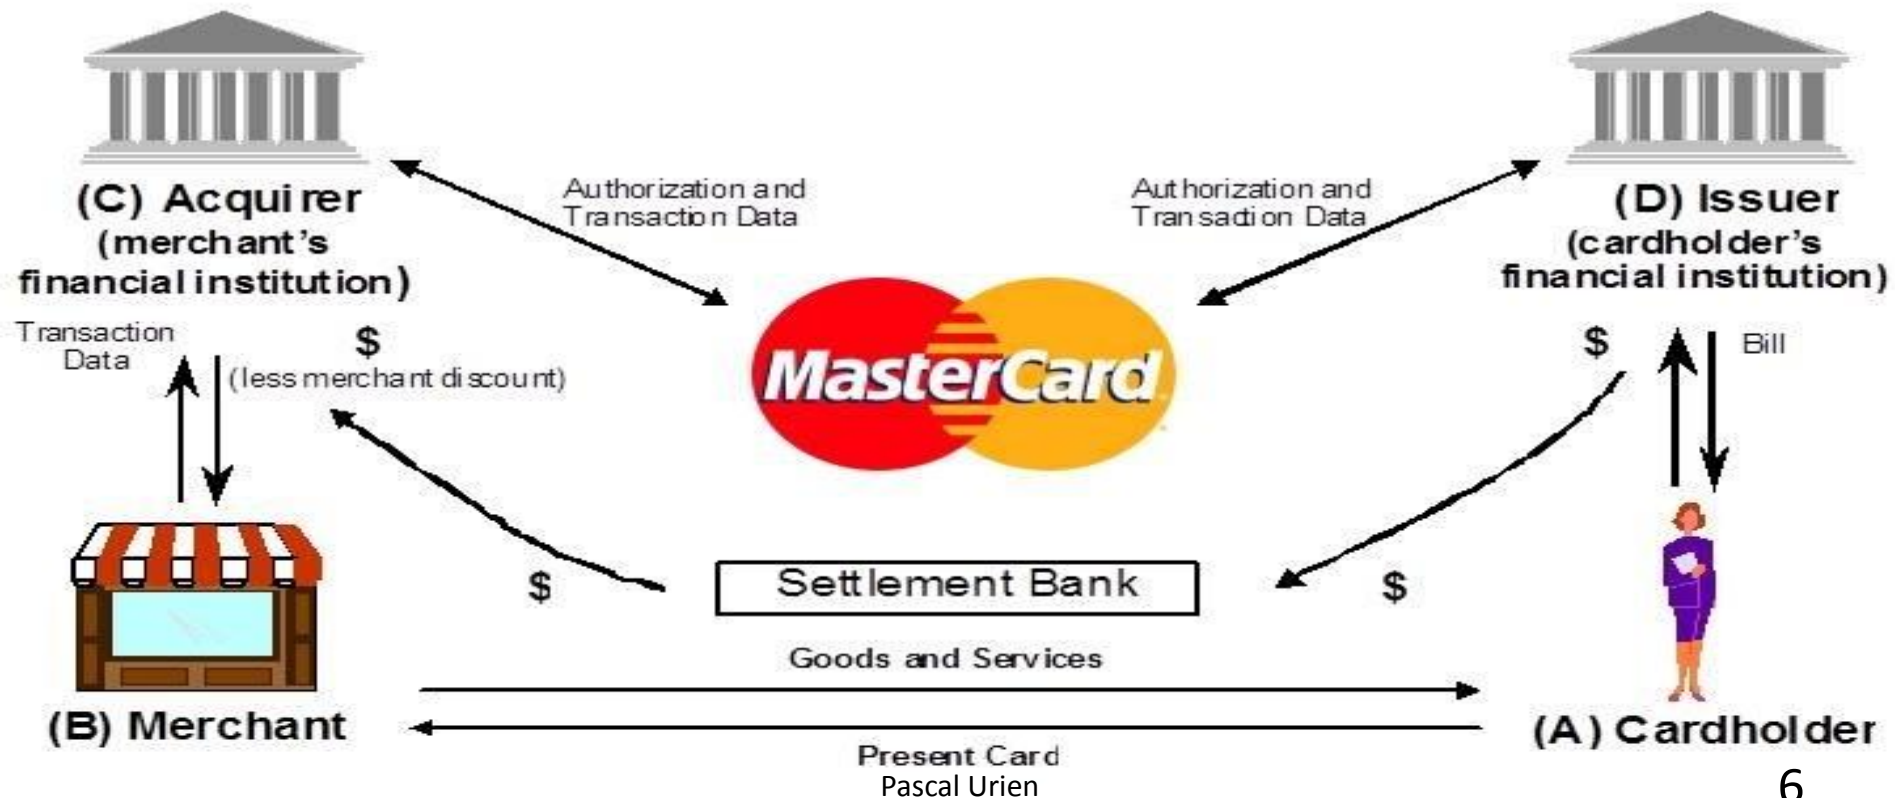 (C) Acquirer
(merchant's
financial institution)
Authorization and
Transaction Data
Authorization and
Transaction Data
(D) Issuer
(cardholder's
financial institution)
MasterCard
Transaction
Data
$
(less merchant discount)
$
Bill
$
Settlement Bank
$
Goods and Services
(B) Merchant
(A) Cardholder
Present Card
Pascal Urien
6